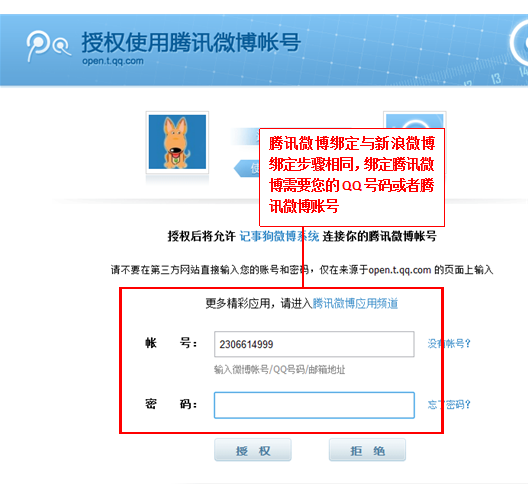 授权使用腾讯微博帐号
open.t.qq.com
腾讯微博绑定与新浪微博
绑定步骤相同,绑定腾讯微
博需要您的QQ号码或者腾
讯微博账号
授权后将允许 记事狗微博系统 连接你的腾讯微博帐号
请不要在第三方网站直接输入您的账号和密码，仅在来源于open.t.qq.com 的页面上输入
更多精彩应用，请进入腾讯微博应用频道
帐 号： 2306614999 没有帐号？
输入微博帐号/QQ号码/邮箱地址
密 码： 忘了密码？
授 权 拒 绝